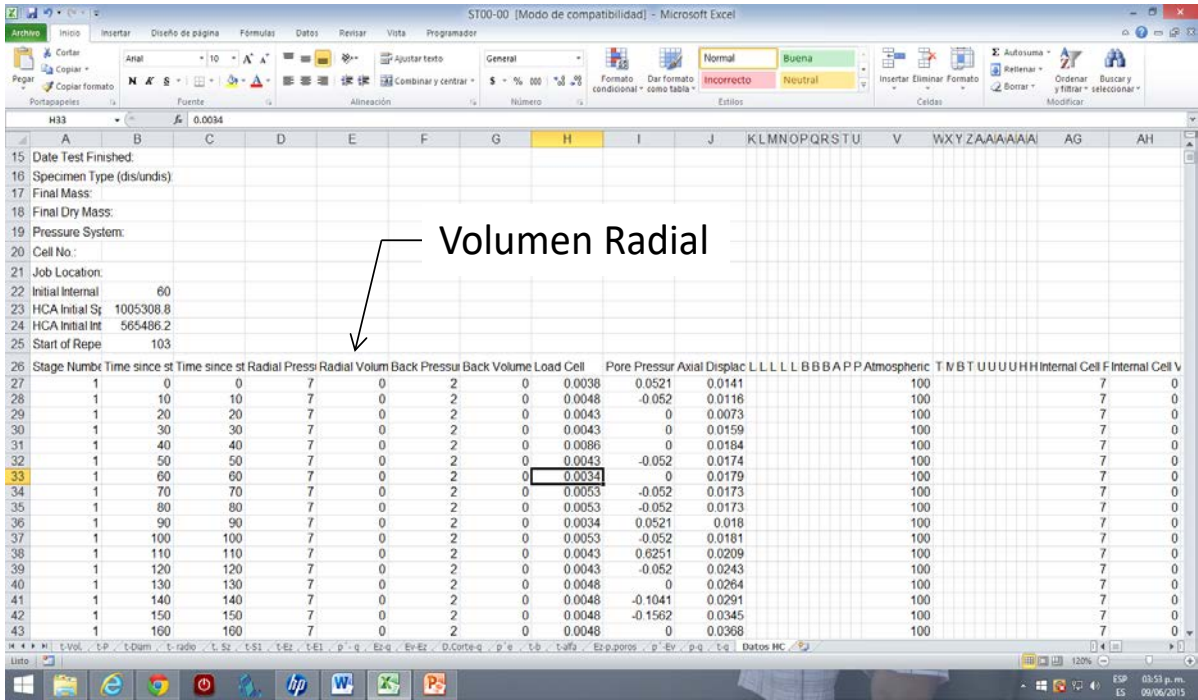 ST00-00 [Modo de compatibilidad] - Microsoft Excel
Archivo Inicio Insertar Diseño de página Fórmulas Datos Revisar Vista Programador
Pegar Cortar Copiar Copiar formato Portapapeles
Arial 10 N K S Fuente
Ajustar texto Combinar y centrar Alineación
General $ % 000 Número
Formato condicional Dar formato como tabla Normal Buena Incorrecto Neutral Estilos
Insertar Eliminar Formato Celdas
Σ Autosuma Rellenar Borrar Ordenar y filtrar Buscar y seleccionar Modificar
H33 fx 0.0034
A B C D E F G H I J K L M N O P Q R S T U V W X Y Z A A A A A A AG AH
15 Date Test Finished:
16 Specimen Type (dis/undis):
17 Final Mass:
18 Final Dry Mass:
19 Pressure System:
Volumen Radial
20 Cell No.:
21 Job Location:
22 Initial Internal 60
23 HCA Initial Sp 1005308.8
24 HCA Initial Int 565486.2
25 Start of Repe 103
26 Stage Numbe Time since st Time since st Radial Press Radial Volum Back Pressur Back Volume Load Cell Pore Pressur Axial Displac L L L L L B B B A P P Atmospheric T M B T U U U U H H Internal Cell F Internal Cell V
27 1 0 0 7 0 2 0 0.0038 0.0521 0.0141 100 7 0
28 1 10 10 7 0 2 0 0.0048 -0.052 0.0116 100 7 0
29 1 20 20 7 0 2 0 0.0043 0 0.0073 100 7 0
30 1 30 30 7 0 2 0 0.0043 0 0.0159 100 7 0
31 1 40 40 7 0 2 0 0.0086 0 0.0184 100 7 0
32 1 50 50 7 0 2 0 0.0043 -0.052 0.0174 100 7 0
33 1 60 60 7 0 2 0 0.0034 0 0.0179 100 7 0
34 1 70 70 7 0 2 0 0.0053 -0.052 0.0173 100 7 0
35 1 80 80 7 0 2 0 0.0053 -0.052 0.0173 100 7 0
36 1 90 90 7 0 2 0 0.0034 0.0521 0.018 100 7 0
37 1 100 100 7 0 2 0 0.0053 -0.052 0.0181 100 7 0
38 1 110 110 7 0 2 0 0.0043 0.6251 0.0209 100 7 0
39 1 120 120 7 0 2 0 0.0043 -0.052 0.0243 100 7 0
40 1 130 130 7 0 2 0 0.0048 0 0.0264 100 7 0
41 1 140 140 7 0 2 0 0.0048 -0.1041 0.0291 100 7 0
42 1 150 150 7 0 2 0 0.0048 -0.1562 0.0345 100 7 0
43 1 160 160 7 0 2 0 0.0048 0 0.0368 100 7 0
t-Vol. t-P t-Diam t-radio t-Sz t-S1 t-Ez t-E1 p'-q Ez-q Ev-Ez D.Corte-q p'e t-b t-alfa Ez-p.poros p'-Ev p-q t-q Datos HC
Listo 120%
hp W ESP 03:53 p. m.
ES 09/06/2015